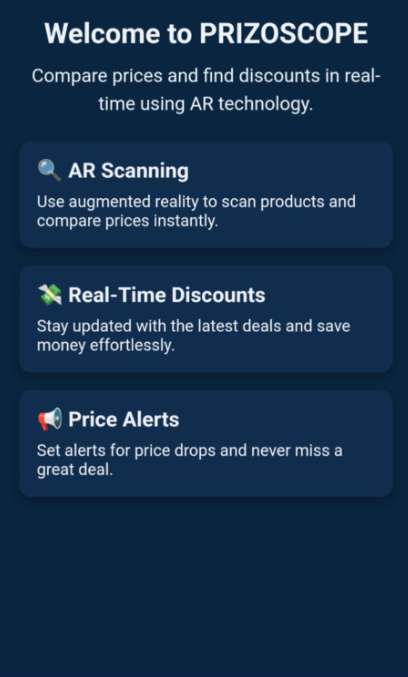 Welcome to PRIZOSCOPE
Compare prices and find discounts in real-
time using AR technology.
🔍 AR Scanning
Use augmented reality to scan products and
compare prices instantly.
💸 Real-Time Discounts
Stay updated with the latest deals and save
money effortlessly.
📢 Price Alerts
Set alerts for price drops and never miss a
great deal.